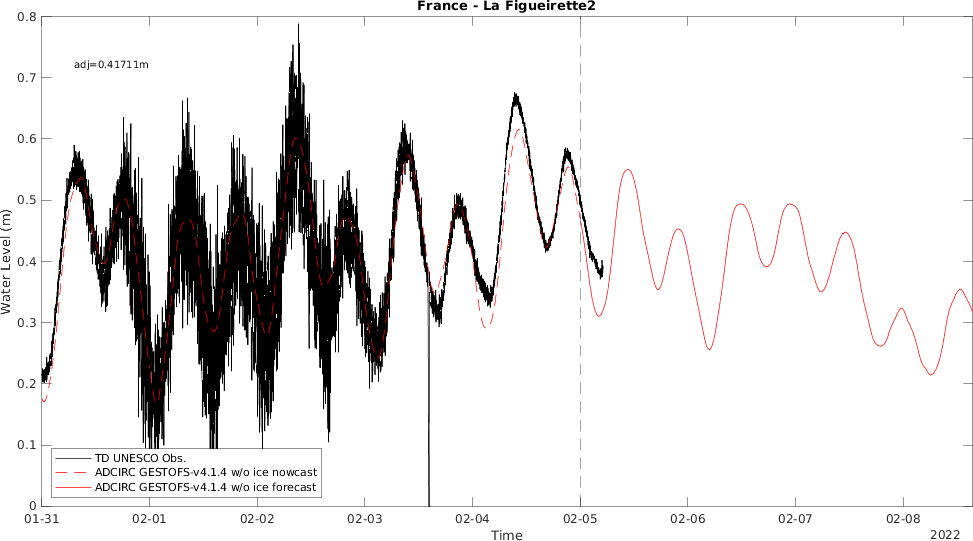 France - La Figueirette2
adj=0.41711m
Water Level (m)
0.8
0.7
0.6
0.5
0.4
0.3
0.2
0.1
0
TD UNESCO Obs.
ADCIRC GESTOFS-v4.1.4 w/o ice nowcast
ADCIRC GESTOFS-v4.1.4 w/o ice forecast
01-31 02-01 02-02 02-03 02-04 02-05 02-06 02-07 02-08
Time
2022